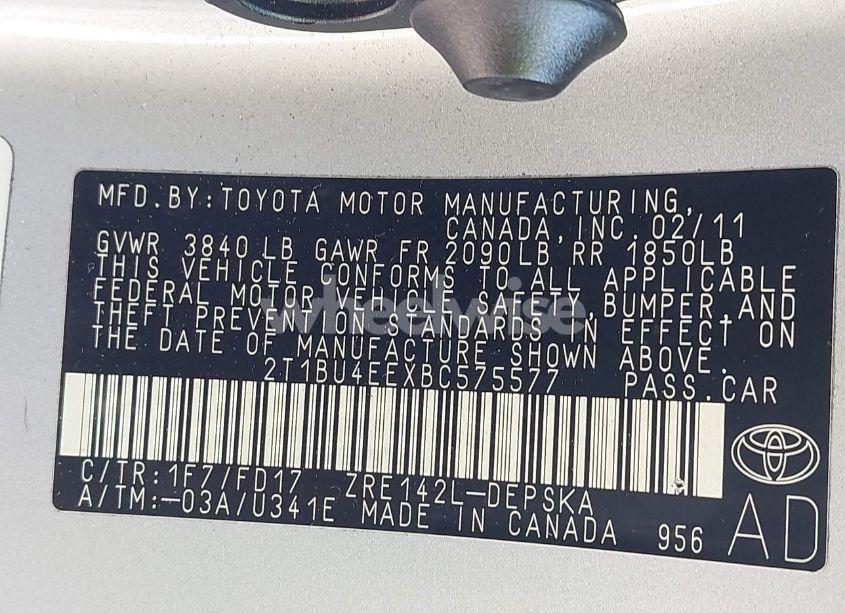 MFD.BY:TOYOTA MOTOR MANUFACTURING,
CANADA,INC. 02/11
GVWR 3840 LB GAWR FR 2090LB RR 1850LB
THIS VEHICLE CONFORMS TO ALL APPLICABLE
FEDERAL MOTOR VEHICLE SAFETY,BUMPER,AND
THEFT PREVENTION STANDARDS IN EFFECT ON
THE DATE OF MANUFACTURE SHOWN ABOVE.
2T1BU4EEXBC575577 PASS.CAR
C/TR:1F7/FD17 ZRE142L-DEPSKA
A/TM:-03A/U341E MADE IN CANADA 956 AD
wheelwise